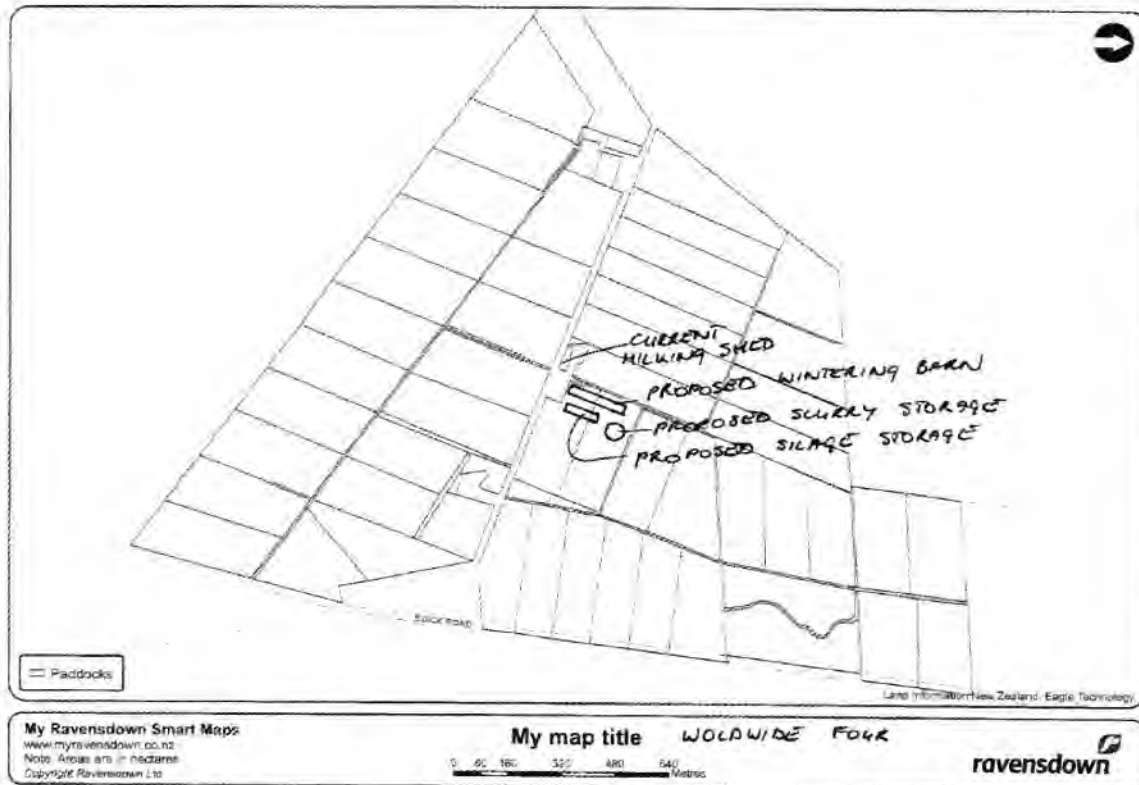 CURRENT
MILKING SHED
PROPOSED WINTERING BARN
PROPOSED SLURRY STORAGE
PROPOSED SILAGE STORAGE
ROAD
Paddocks
Land Information New Zealand, Eagle Technology
My Ravensdown Smart Maps
www.myravensdown.co.nz
Note: Areas are in hectares
Copyright Ravensdown Ltd
My map title WOLDWIDE FOUR
0 80 160 320 480 640
Metres
ravensdown